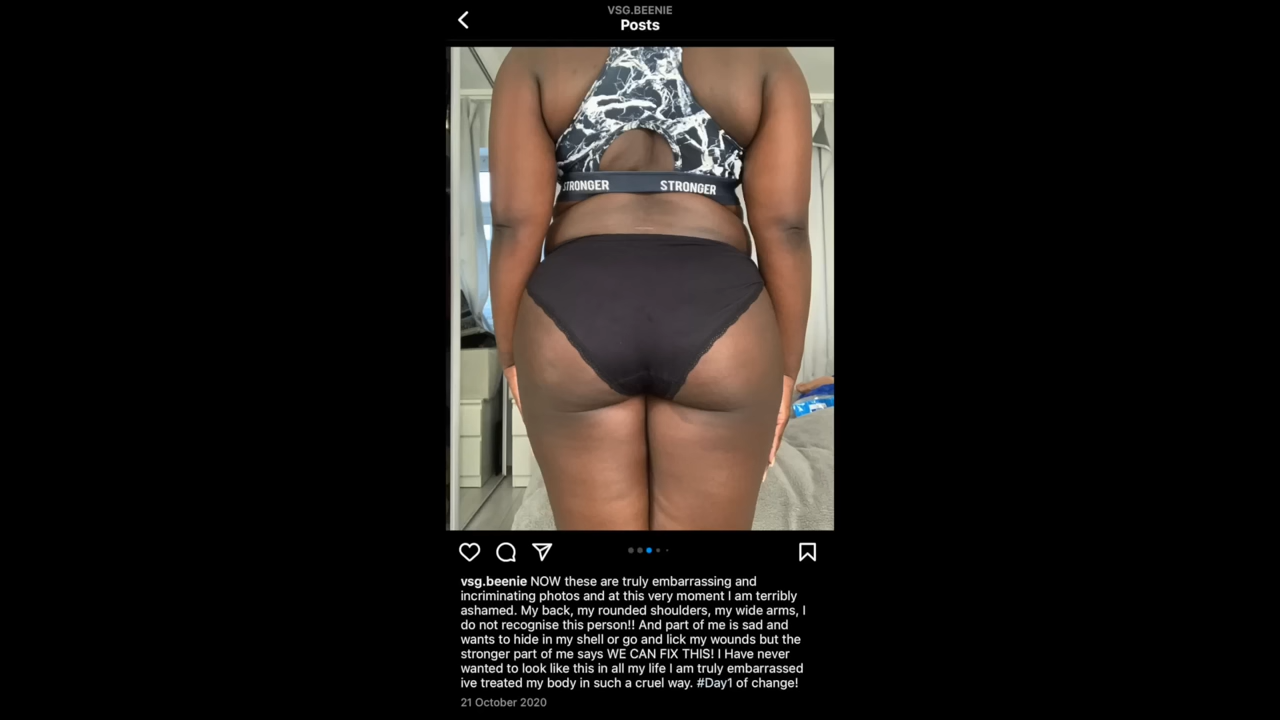 VSG.BEENIE
Posts
STRONGER STRONGER
vsg.beenie NOW these are truly embarrassing and
incriminating photos and at this very moment I am terribly
ashamed. My back, my rounded shoulders, my wide arms, I
do not recognise this person!! And part of me is sad and
wants to hide in my shell or go and lick my wounds but the
stronger part of me says WE CAN FIX THIS! I Have never
wanted to look like this in all my life I am truly embarrassed
ive treated my body in such a cruel way. #Day1 of change!
21 October 2020